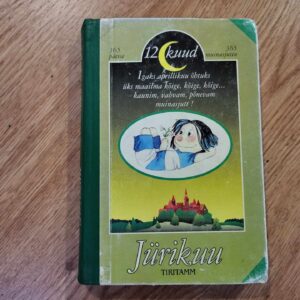 365 päeva
12 kuud
365 muinasjuttu
Igaks aprillikuu õhtuks
üks maailma kõige, kõige, kõige...
kaunim, vahvam, põnevam
muinasjutt!
Jürikuu
TIRITAMM